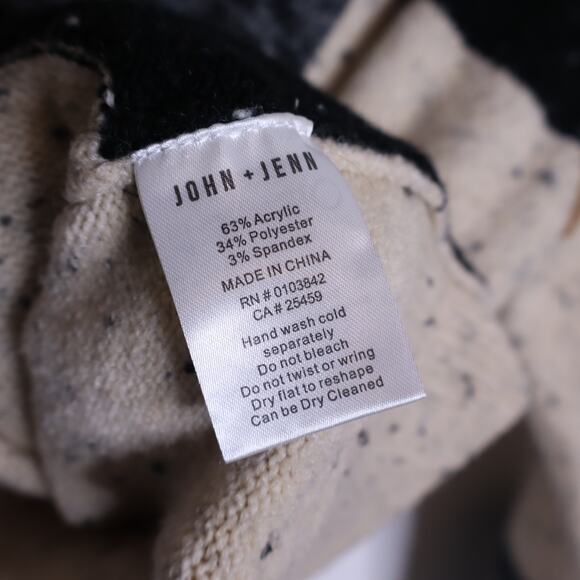 JOHN + JENN
63% Acrylic
34% Polyester
3% Spandex
MADE IN CHINA
RN # 0103842
CA # 25459
Hand wash cold
separately
Do not bleach
Do not twist or wring
Dry flat to reshape
Can be Dry Cleaned